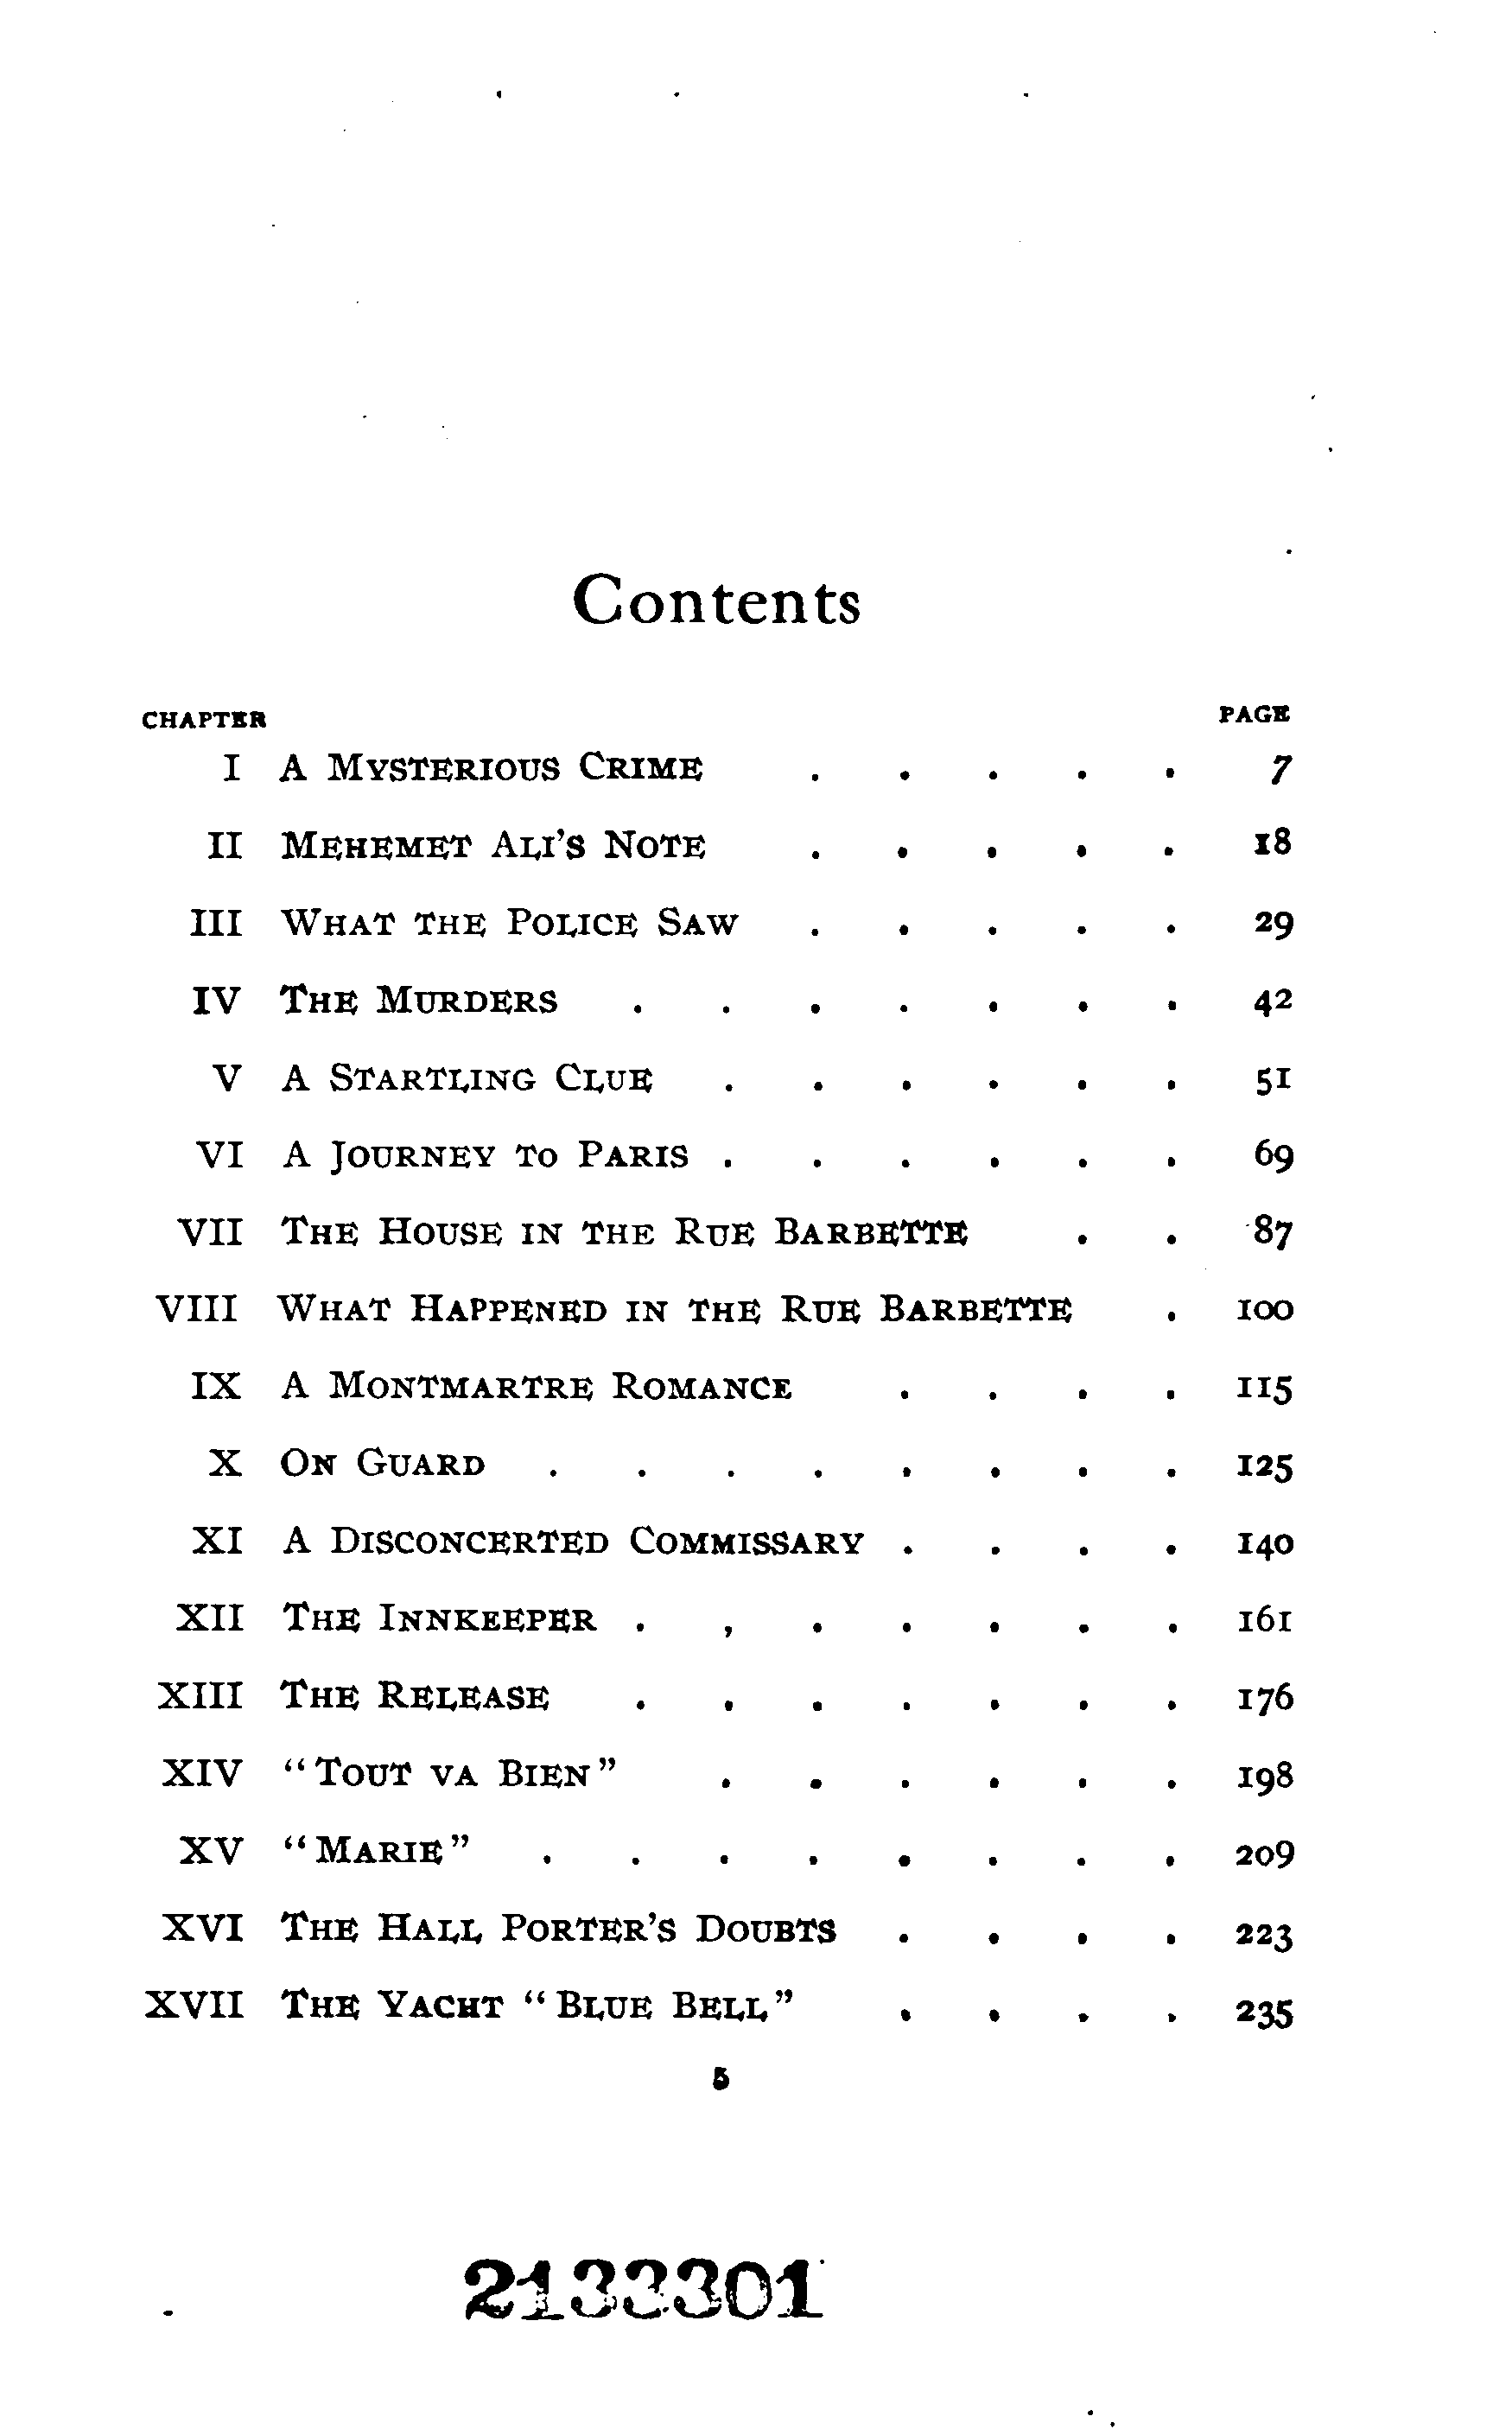 Contents
CHAPTER PAGE
I A MYSTERIOUS CRIME . . . . . 7
II MEHEMET ALI'S NOTE . . . . . 18
III WHAT THE POLICE SAW . . . . . 29
IV THE MURDERS . . . . . . . 42
V A STARTLING CLUE . . . . . . 51
VI A JOURNEY TO PARIS . . . . . . 69
VII THE HOUSE IN THE RUE BARBETTE . . 87
VIII WHAT HAPPENED IN THE RUE BARBETTE . 100
IX A MONTMARTRE ROMANCE . . . . 115
X ON GUARD . . . . . . . . 125
XI A DISCONCERTED COMMISSARY . . . . 140
XII THE INNKEEPER . , . . . . . 161
XIII THE RELEASE . . . . . . . 176
XIV "TOUT VA BIEN" . . . . . . 198
XV "MARIE" . . . . . . . . 209
XVI THE HALL PORTER'S DOUBTS . . . . 223
XVII THE YACHT "BLUE BELL" . . . . 235
5
2133301